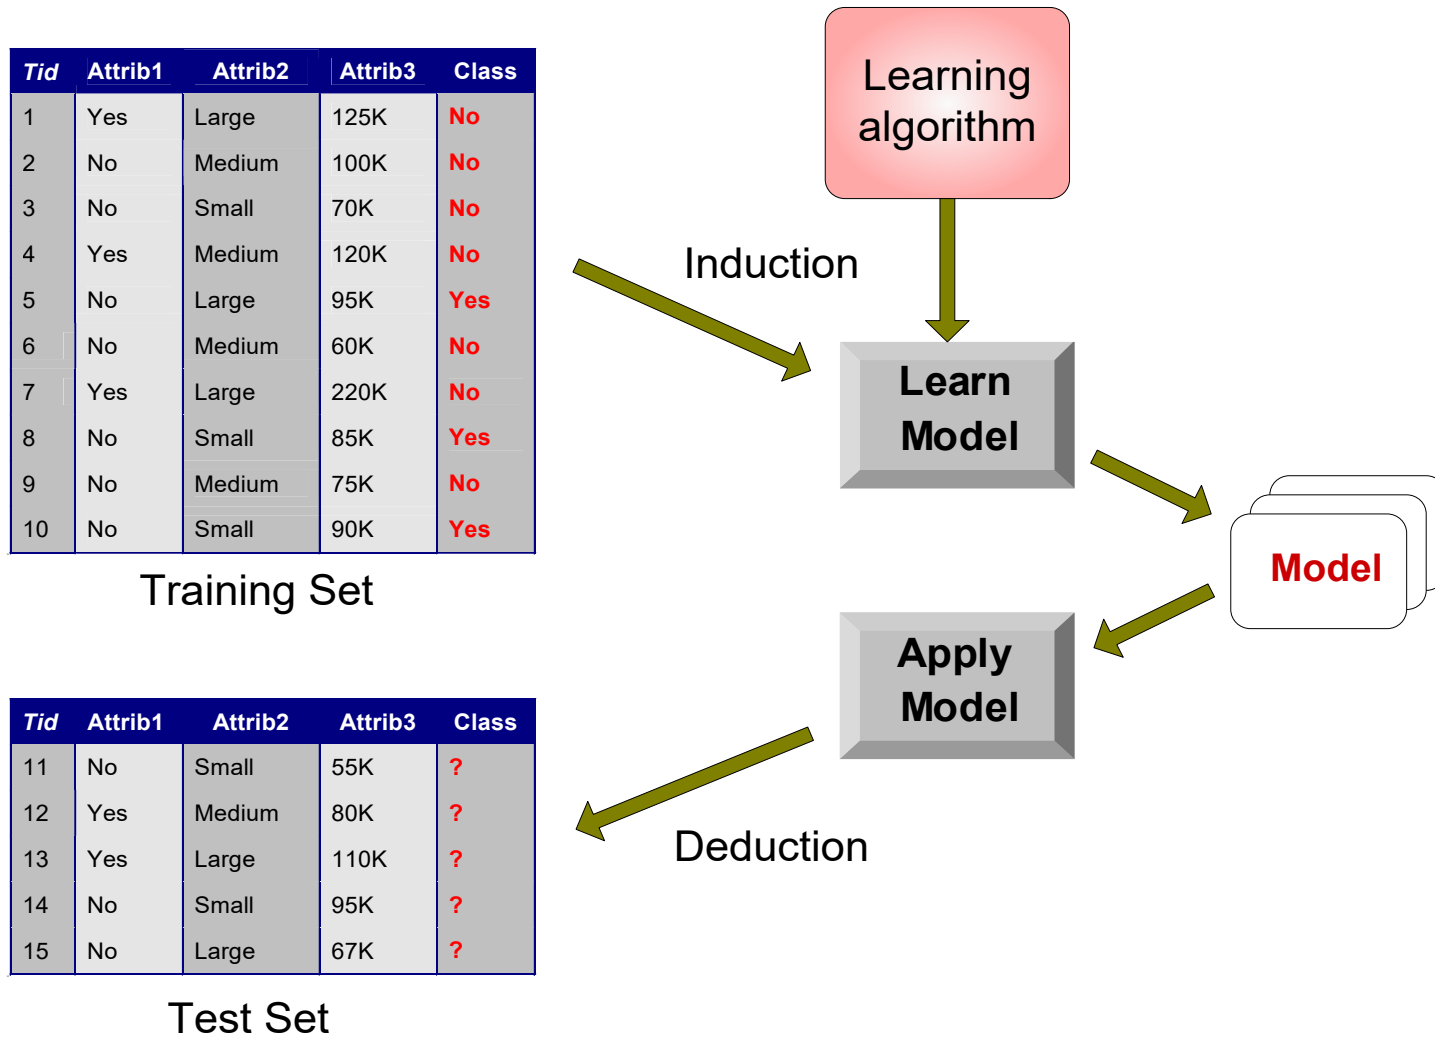 Tid Attrib1 Attrib2 Attrib3 Class
1 Yes Large 125K No
2 No Medium 100K No
3 No Small 70K No
4 Yes Medium 120K No
5 No Large 95K Yes
6 No Medium 60K No
7 Yes Large 220K No
8 No Small 85K Yes
9 No Medium 75K No
10 No Small 90K Yes
Training Set
Learning
algorithm
Induction
Learn
Model
Model
Apply
Model
Deduction
Tid Attrib1 Attrib2 Attrib3 Class
11 No Small 55K ?
12 Yes Medium 80K ?
13 Yes Large 110K ?
14 No Small 95K ?
15 No Large 67K ?
Test Set